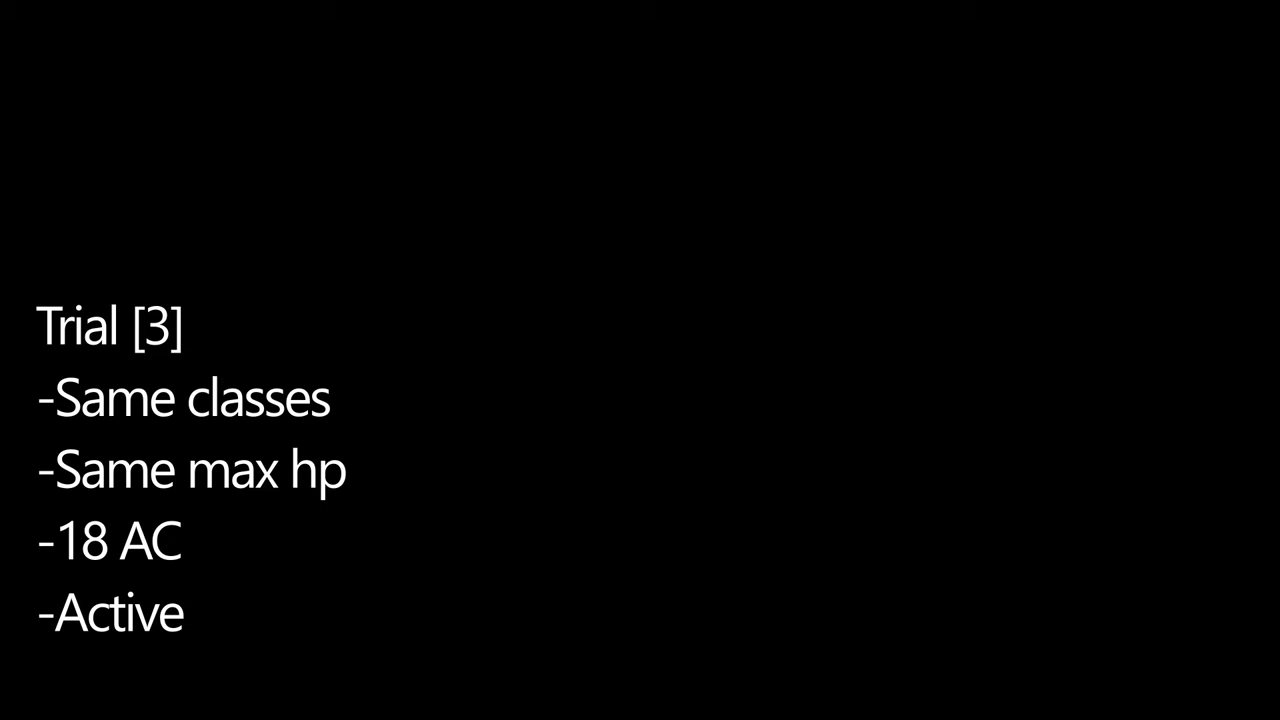 Trial [3]
-Same classes
-Same max hp
-18 AC
-Active